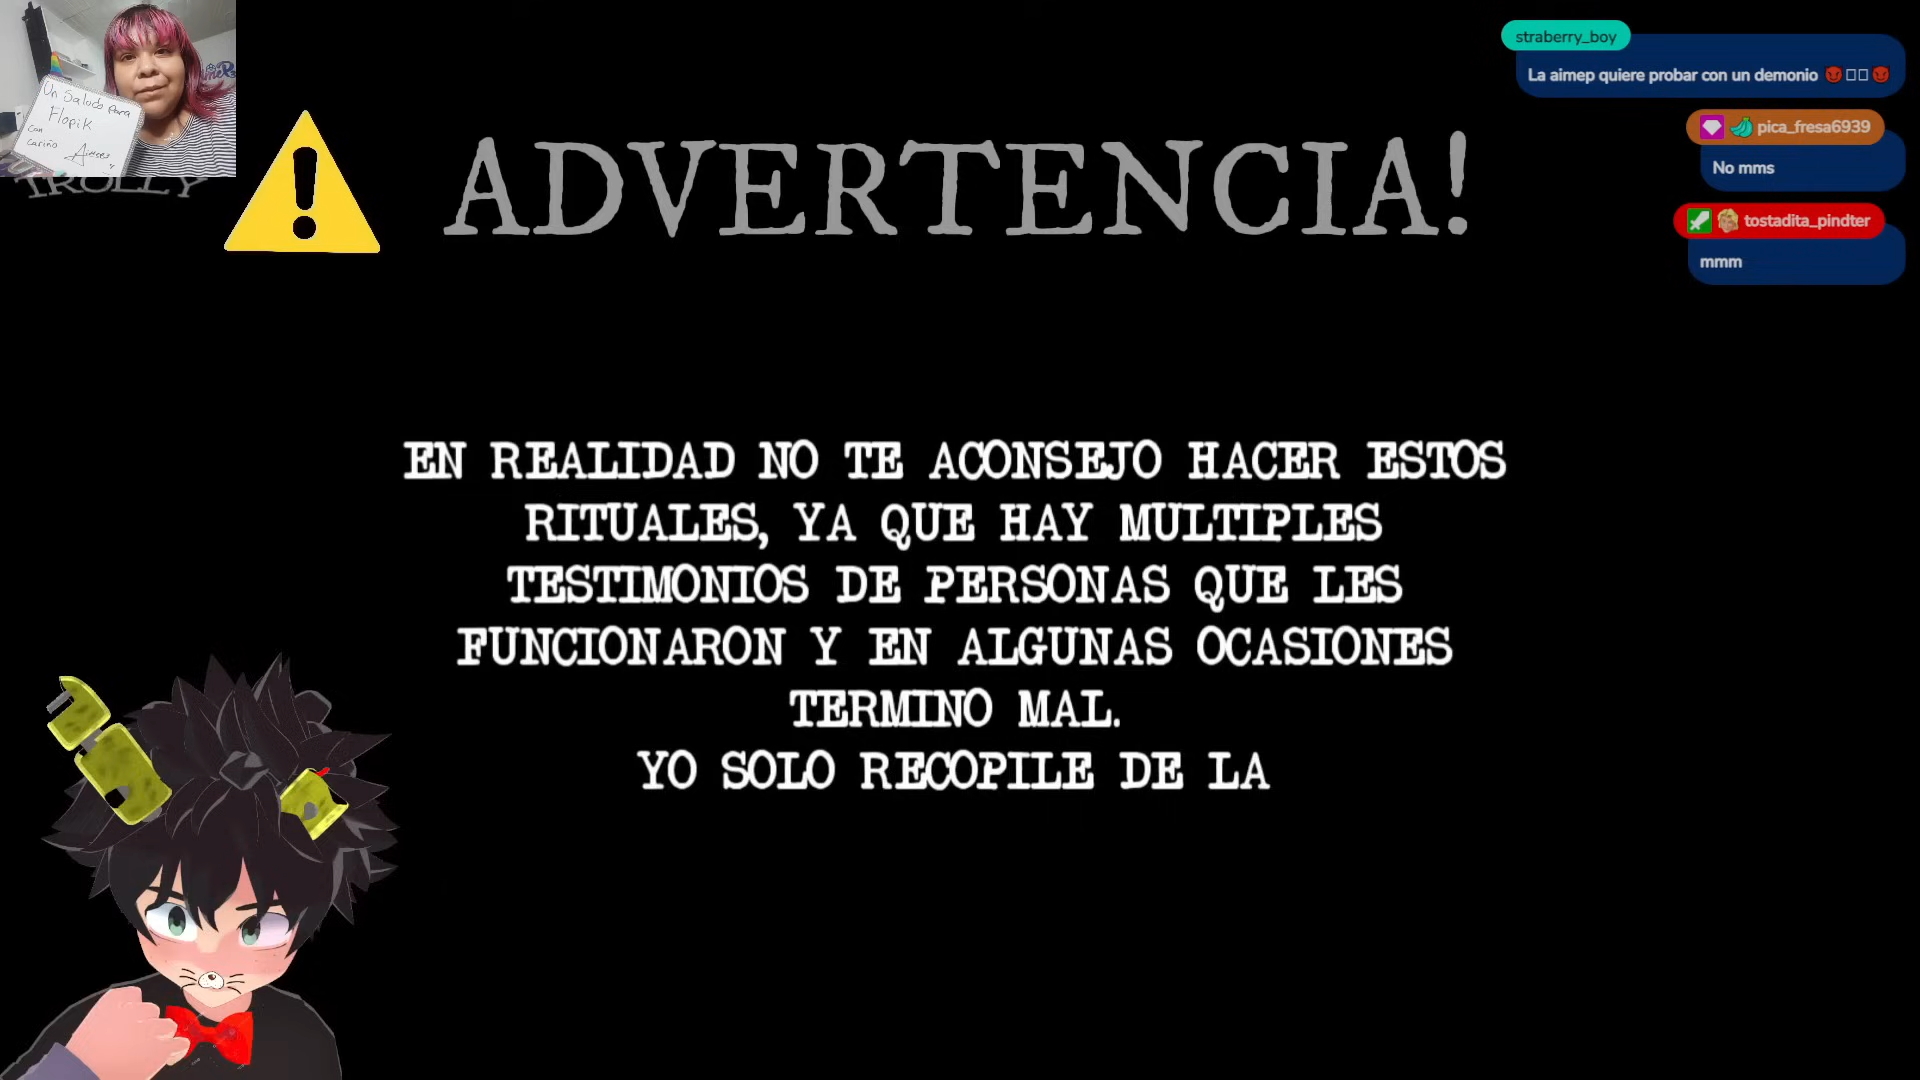 Un Saludo para
Flopik
con
cariño
TROLLY
ADVERTENCIA!
straberry_boy
La aimep quiere probar con un demonio
pica_fresa6939
No mms
tostadita_pindter
mmm
EN REALIDAD NO TE ACONSEJO HACER ESTOS
RITUALES, YA QUE HAY MULTIPLES
TESTIMONIOS DE PERSONAS QUE LES
FUNCIONARON Y EN ALGUNAS OCASIONES
TERMINO MAL.
YO SOLO RECOPILE DE LA